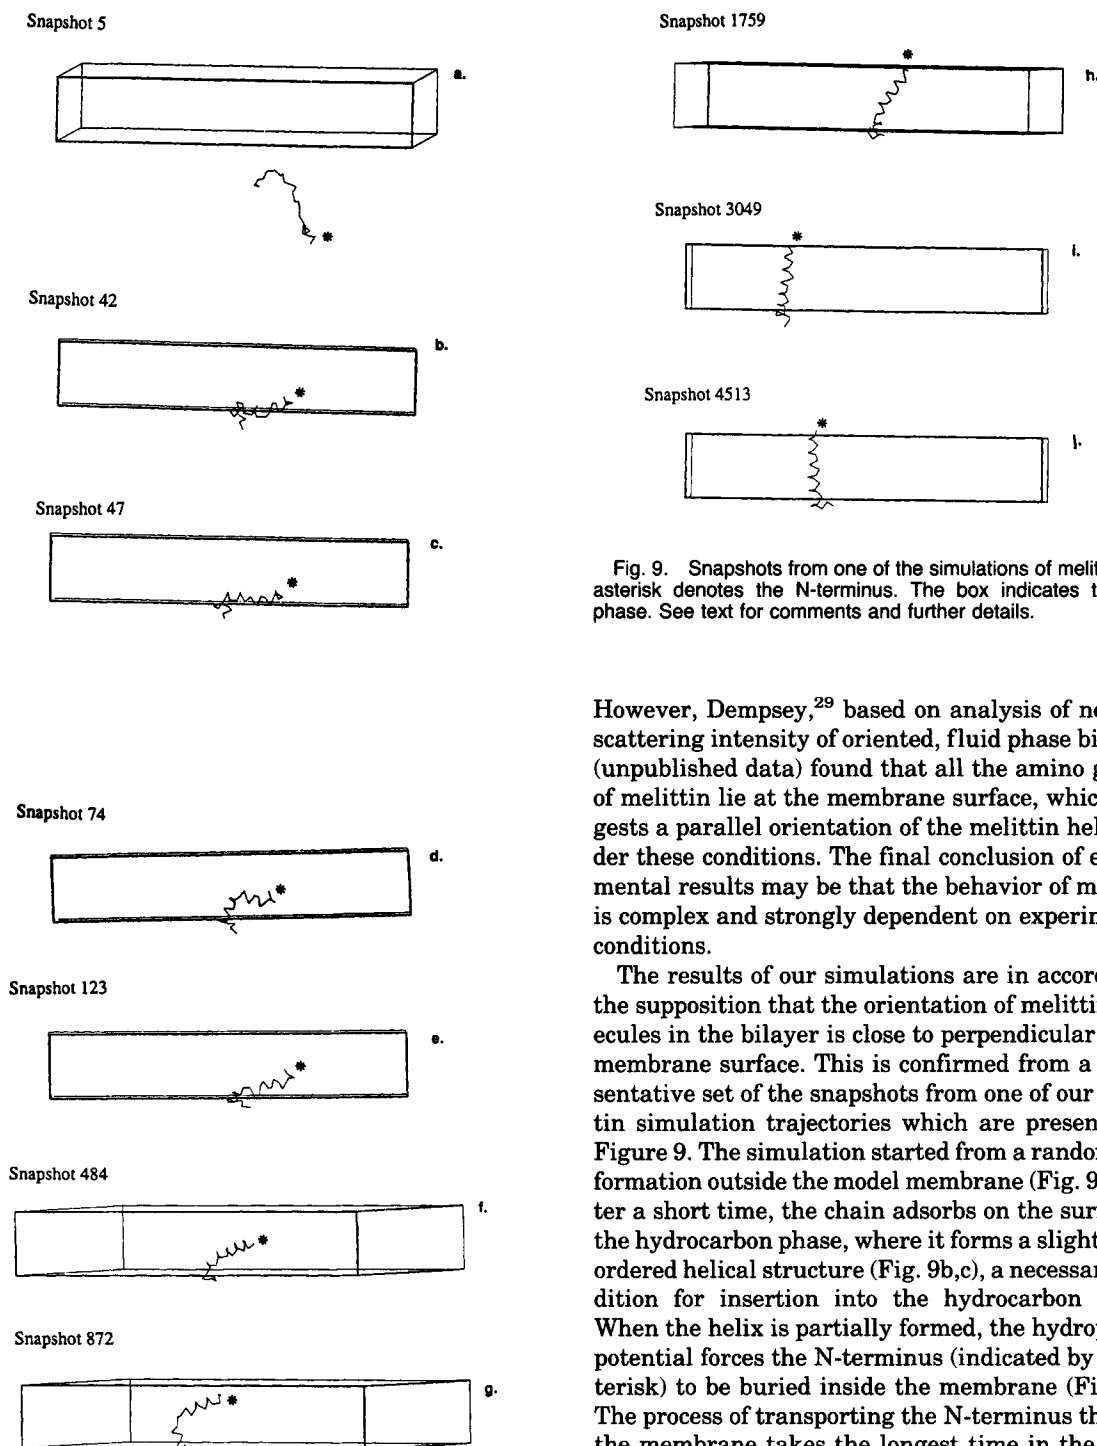 Snapshot 5
a.
Snapshot 42
b.
Snapshot 47
c.
Snapshot 74
d.
Snapshot 123
e.
Snapshot 484
f.
Snapshot 872
g.
Snapshot 1759
h.
Snapshot 3049
i.
Snapshot 4513
j.
Fig. 9. Snapshots from one of the simulations of melit
asterisk denotes the N-terminus. The box indicates t
phase. See text for comments and further details.
However, Dempsey,29 based on analysis of ne
scattering intensity of oriented, fluid phase bi
(unpublished data) found that all the amino g
of melittin lie at the membrane surface, whic
gests a parallel orientation of the melittin hel
der these conditions. The final conclusion of e
mental results may be that the behavior of m
is complex and strongly dependent on experin
conditions.
The results of our simulations are in accor
the supposition that the orientation of melitti
ecules in the bilayer is close to perpendicular
membrane surface. This is confirmed from a
sentative set of the snapshots from one of our
tin simulation trajectories which are presen
Figure 9. The simulation started from a rando
formation outside the model membrane (Fig. 9
ter a short time, the chain adsorbs on the sur
the hydrocarbon phase, where it forms a slight
ordered helical structure (Fig. 9b,c), a necessar
dition for insertion into the hydrocarbon
When the helix is partially formed, the hydro
potential forces the N-terminus (indicated by
terisk) to be buried inside the membrane (Fi
The process of transporting the N-terminus th
the membrane takes the longest time in the